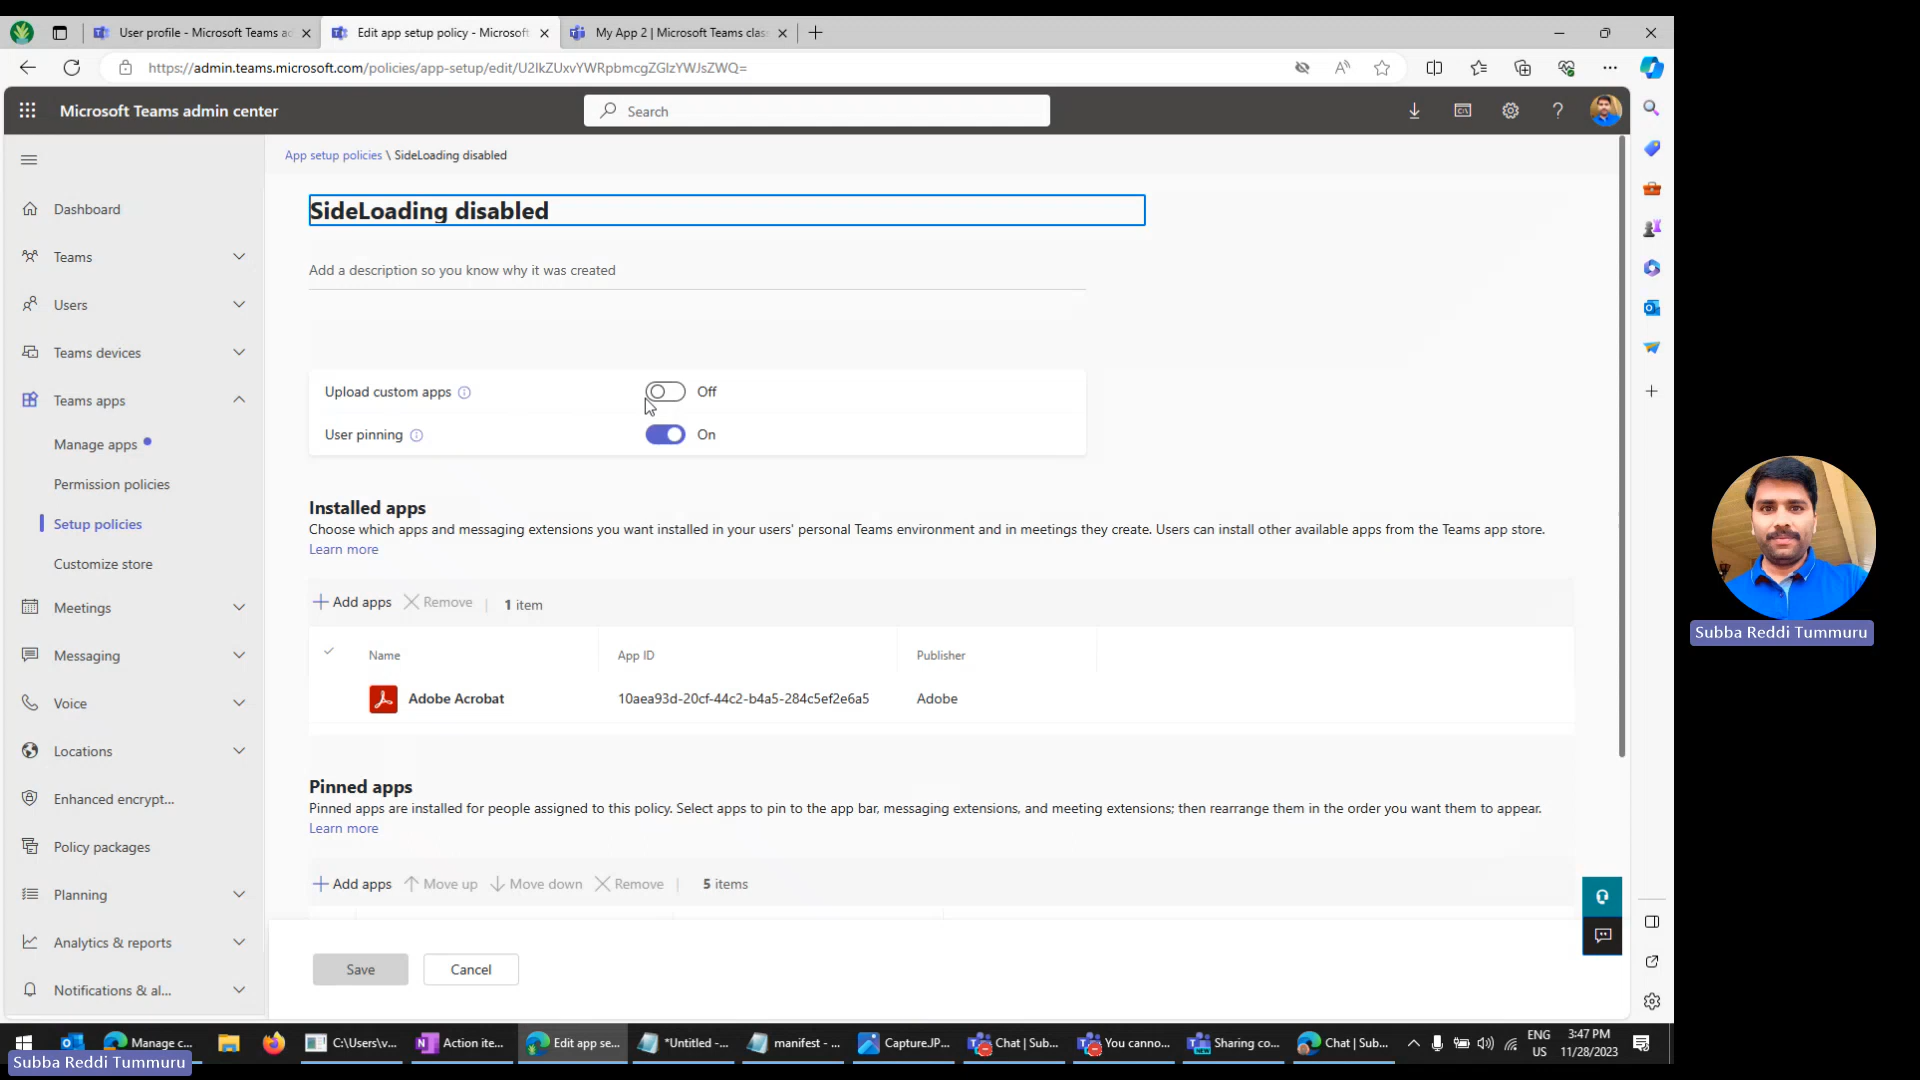 User profile - Microsoft Teams a
Edit app setup policy - Microsoft
My App 2 | Microsoft Teams clas
https://admin.teams.microsoft.com/policies/app-setup/edit/U2lkZUxvYWRpbmcgZGlzYWJsZWQ=
Microsoft Teams admin center
Search
App setup policies \ SideLoading disabled
SideLoading disabled
Add a description so you know why it was created
Upload custom apps
Off
User pinning
On
Installed apps
Choose which apps and messaging extensions you want installed in your users' personal Teams environment and in meetings they create. Users can install other available apps from the Teams app store.
Learn more
Add apps
Remove
1 item
Name
App ID
Publisher
Adobe Acrobat
10aea93d-20cf-44c2-b4a5-284c5ef2e6a5
Adobe
Pinned apps
Pinned apps are installed for people assigned to this policy. Select apps to pin to the app bar, messaging extensions, and meeting extensions; then rearrange them in the order you want them to appear.
Learn more
Add apps
Move up
Move down
Remove
5 items
Save
Cancel
Dashboard
Teams
Users
Teams devices
Teams apps
Manage apps
Permission policies
Setup policies
Customize store
Meetings
Messaging
Voice
Locations
Enhanced encrypt...
Policy packages
Planning
Analytics & reports
Notifications & al...
Subba Reddi Tummuru
Manage c...
C:\Users\v...
Action ite...
Edit app se...
*Untitled -...
manifest - ...
CaptureJP...
Chat | Sub...
You canno...
Sharing co...
Chat | Sub...
ENG
US
3:47 PM
11/28/2023
Subba Reddi Tummuru